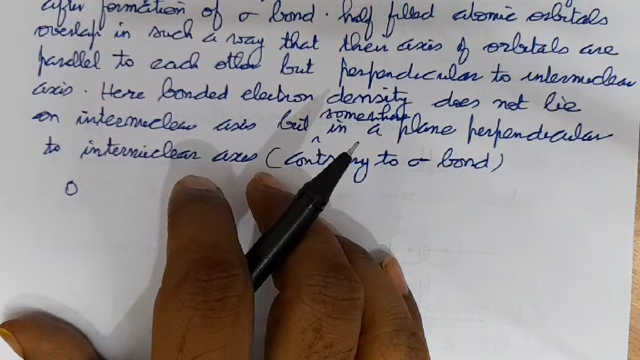 after formation of σ bond. half filled atomic orbitals
overlap in such a way that their axis of orbitals are
parallel to each other but perpendicular to internuclear
axis. Here bonded electron density does not lie
on internuclear axis but somewhat in a plane perpendicular
to internuclear axes (contrary to σ bond)
O